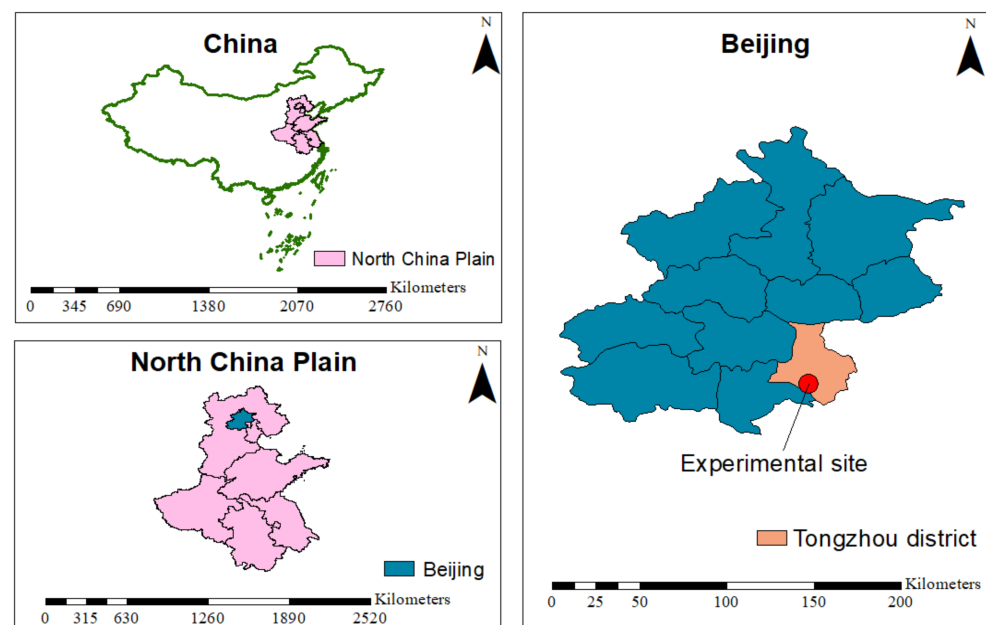 China
N
North China Plain
Kilometers
0 345 690 1380 2070 2760
North China Plain
N
Beijing
Kilometers
0 315 630 1260 1890 2520
Beijing
N
Experimental site
Tongzhou district
Kilometers
0 25 50 100 150 200